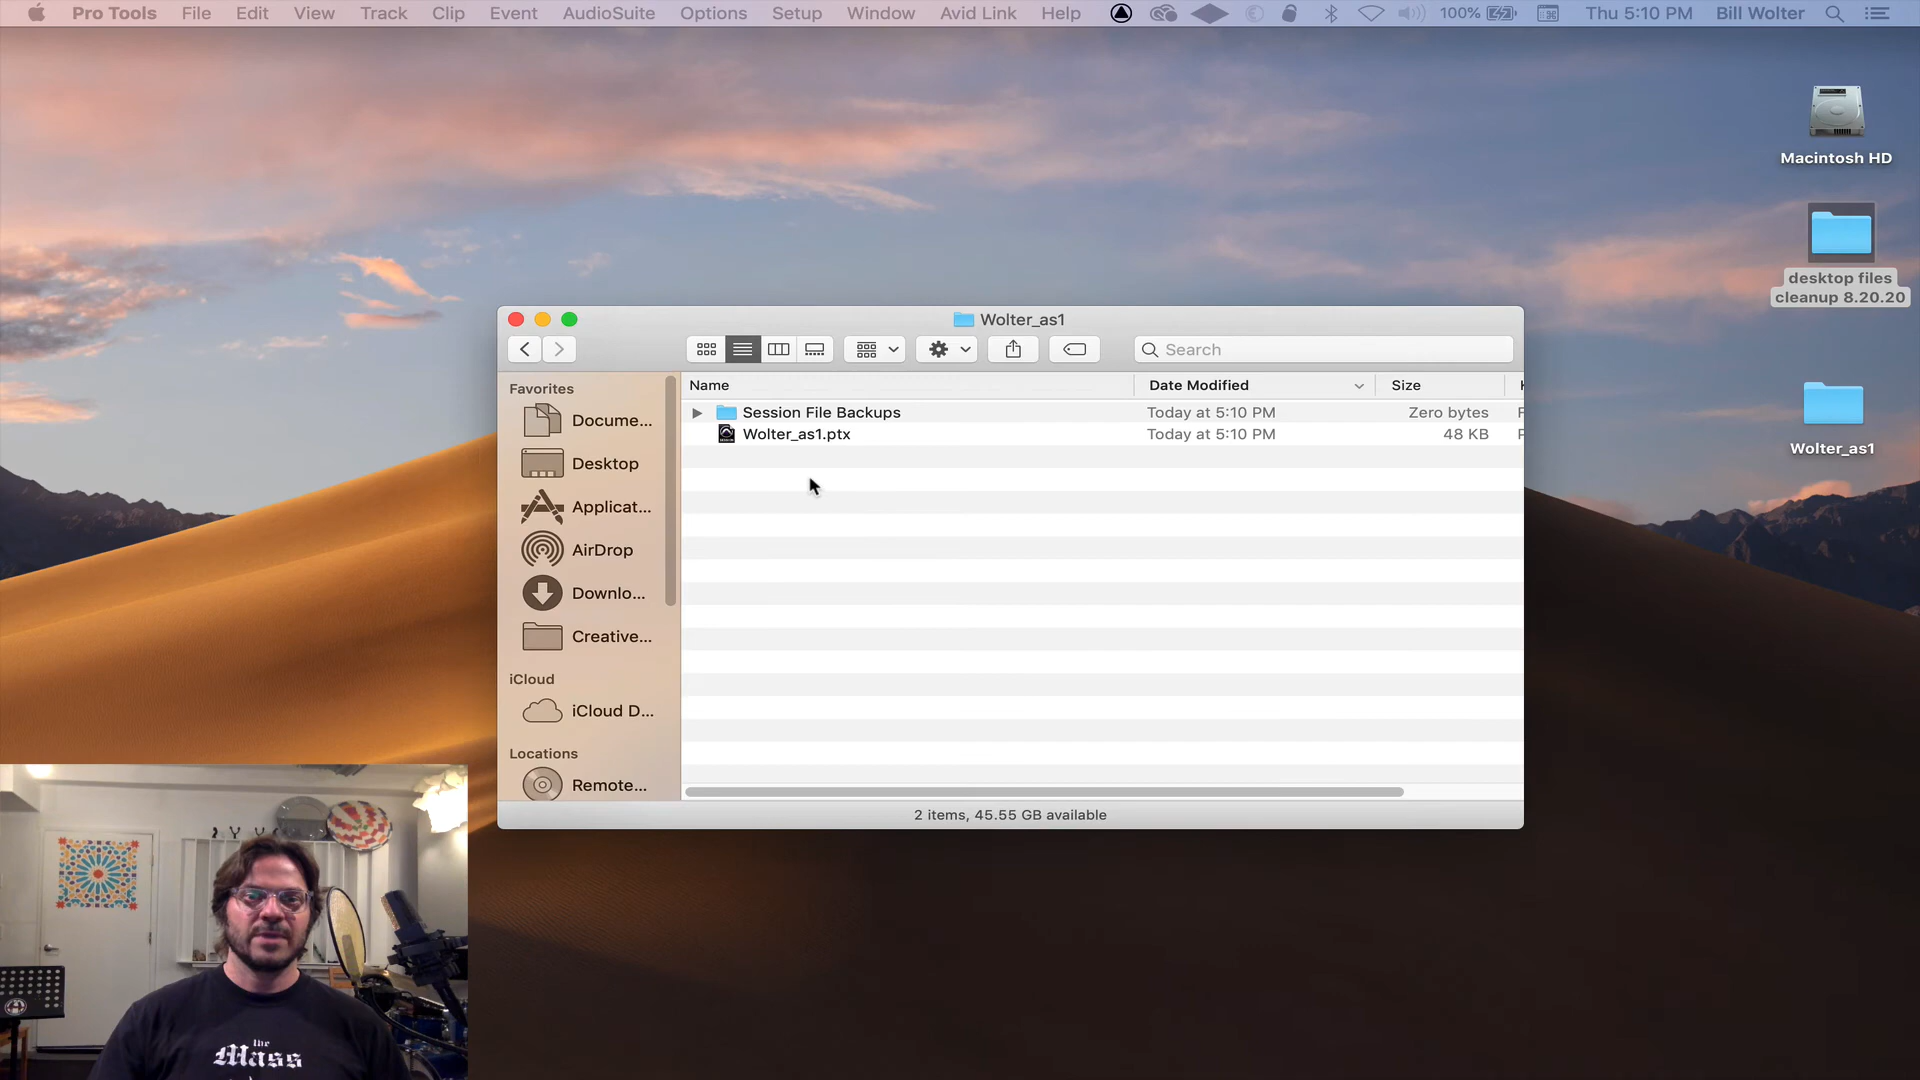 Pro Tools File Edit View Track Clip Event AudioSuite Options Setup Window Avid Link Help 100% Thu 5:10 PM Bill Wolter
Macintosh HD
desktop files
cleanup 8.20.20
Wolter_as1
Wolter_as1
Search
Favorites
Docume...
Desktop
Applicat...
AirDrop
Downlo...
Creative...
iCloud
iCloud D...
Locations
Remote...
Name Date Modified Size
Session File Backups Today at 5:10 PM Zero bytes
Wolter_as1.ptx Today at 5:10 PM 48 KB
2 items, 45.55 GB available
the
Mass